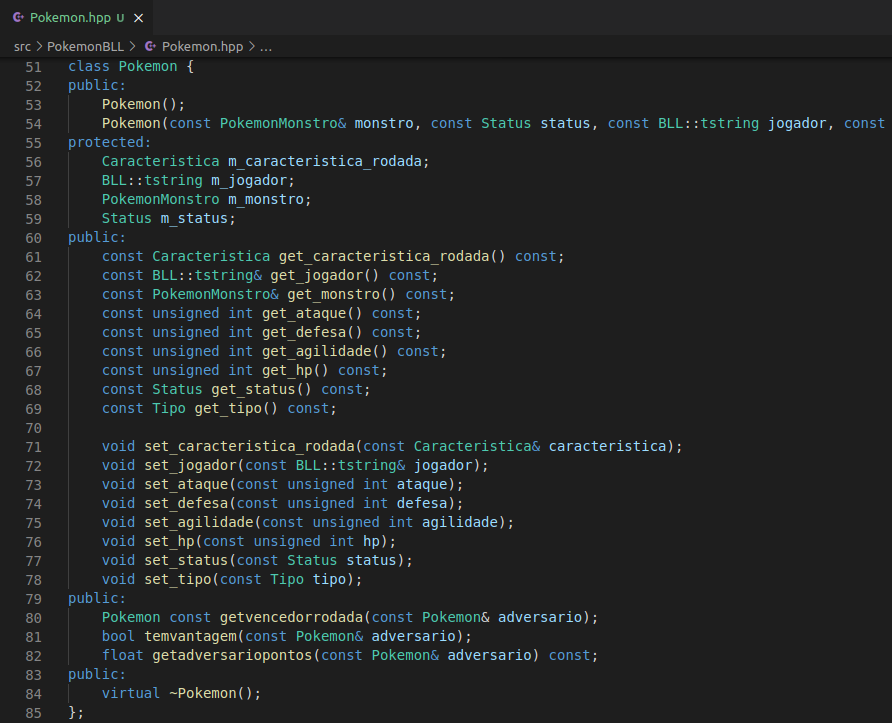 Pokemon.hpp U ×
src > PokemonBLL > Pokemon.hpp > ...
51 class Pokemon {
52 public:
53     Pokemon();
54     Pokemon(const PokemonMonstro& monstro, const Status status, const BLL::tstring jogador, const
55 protected:
56     Caracteristica m_caracteristica_rodada;
57     BLL::tstring m_jogador;
58     PokemonMonstro m_monstro;
59     Status m_status;
60 public:
61     const Caracteristica get_caracteristica_rodada() const;
62     const BLL::tstring& get_jogador() const;
63     const PokemonMonstro& get_monstro() const;
64     const unsigned int get_ataque() const;
65     const unsigned int get_defesa() const;
66     const unsigned int get_agilidade() const;
67     const unsigned int get_hp() const;
68     const Status get_status() const;
69     const Tipo get_tipo() const;
70
71     void set_caracteristica_rodada(const Caracteristica& caracteristica);
72     void set_jogador(const BLL::tstring& jogador);
73     void set_ataque(const unsigned int ataque);
74     void set_defesa(const unsigned int defesa);
75     void set_agilidade(const unsigned int agilidade);
76     void set_hp(const unsigned int hp);
77     void set_status(const Status status);
78     void set_tipo(const Tipo tipo);
79 public:
80     Pokemon const getvencedorrodada(const Pokemon& adversario);
81     bool temvantagem(const Pokemon& adversario);
82     float getadversariopontos(const Pokemon& adversario) const;
83 public:
84     virtual ~Pokemon();
85 };